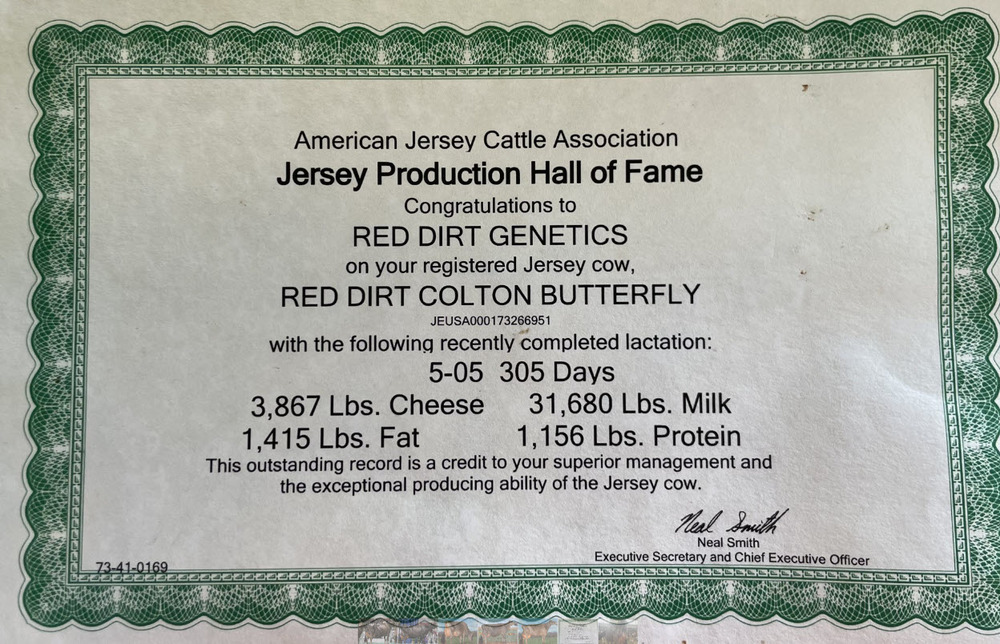 American Jersey Cattle Association
Jersey Production Hall of Fame
Congratulations to
RED DIRT GENETICS
on your registered Jersey cow,
RED DIRT COLTON BUTTERFLY
JEUSA000173266951
with the following recently completed lactation:
5-05 305 Days
3,867 Lbs. Cheese 31,680 Lbs. Milk
1,415 Lbs. Fat 1,156 Lbs. Protein
This outstanding record is a credit to your superior management and
the exceptional producing ability of the Jersey cow.
Neal Smith
Neal Smith
Executive Secretary and Chief Executive Officer
73-41-0169